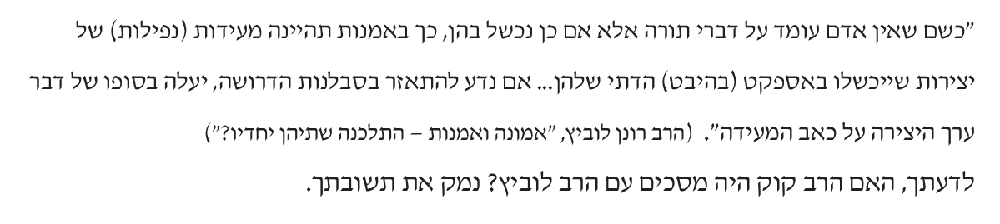 "כשם שאין אדם עומד על דברי תורה אלא אם כן נכשל בהן, כך באמנות תהיינה מעידות (נפילות) של
יצירות שייכשלו באספקט (בהיבט) הדתי שלהן... אם נדע להתאזר בסבלנות הדרושה, יעלה בסופו של דבר
ערך היצירה על כאב המעידה". (הרב רונן לוביץ, "אמונה ואמנות – התלכנה שתיהן יחדיו?")
לדעתך, האם הרב קוק היה מסכים עם הרב לוביץ? נמק את תשובתך.